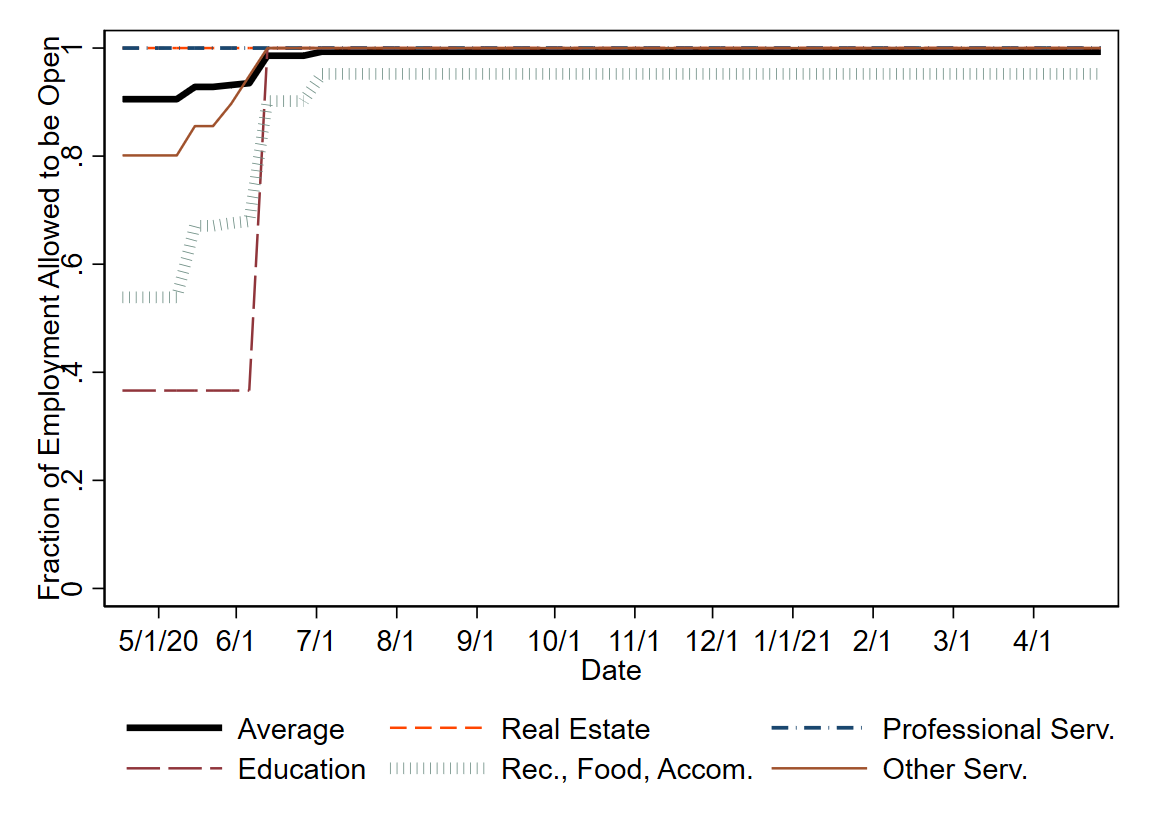 Fraction of Employment Allowed to be Open
1
.8
.6
.4
.2
0
5/1/20 6/1 7/1 8/1 9/1 10/1 11/1 12/1 1/1/21 2/1 3/1 4/1
Date
Average Real Estate Professional Serv.
Education Rec., Food, Accom. Other Serv.